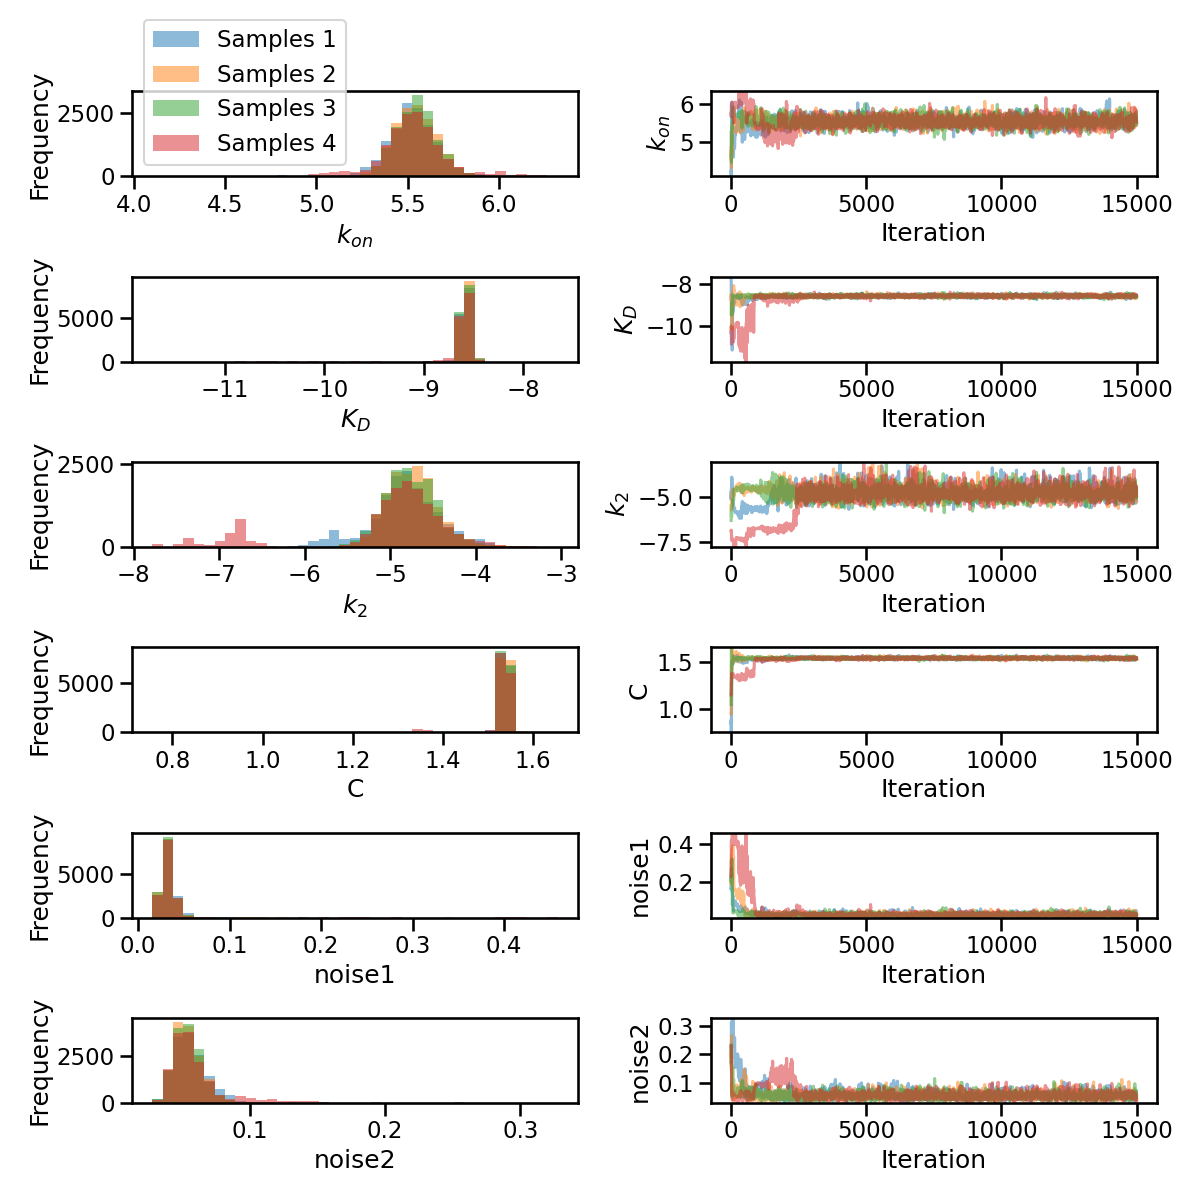 Samples 1
Samples 2
Samples 3
Samples 4
Frequency
2500
0
4.0 4.5 5.0 5.5 6.0
k_on
k_on
6
5
0 5000 10000 15000
Iteration
Frequency
5000
0
−11 −10 −9 −8
K_D
K_D
−8
−10
0 5000 10000 15000
Iteration
Frequency
2500
0
−8 −7 −6 −5 −4 −3
k_2
k_2
−5.0
−7.5
0 5000 10000 15000
Iteration
Frequency
5000
0
0.8 1.0 1.2 1.4 1.6
C
C
1.5
1.0
0 5000 10000 15000
Iteration
Frequency
5000
0
0.0 0.1 0.2 0.3 0.4
noise1
noise1
0.4
0.2
0 5000 10000 15000
Iteration
Frequency
2500
0
0.1 0.2 0.3
noise2
noise2
0.3
0.2
0.1
0 5000 10000 15000
Iteration